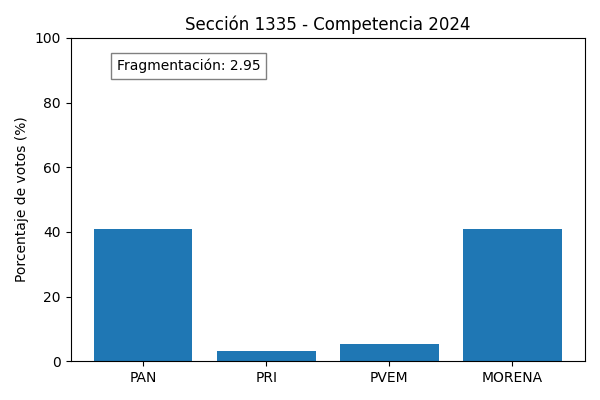 Sección 1335 - Competencia 2024
Porcentaje de votos (%)
100
80
60
40
20
0
Fragmentación: 2.95
PAN PRI PVEM MORENA